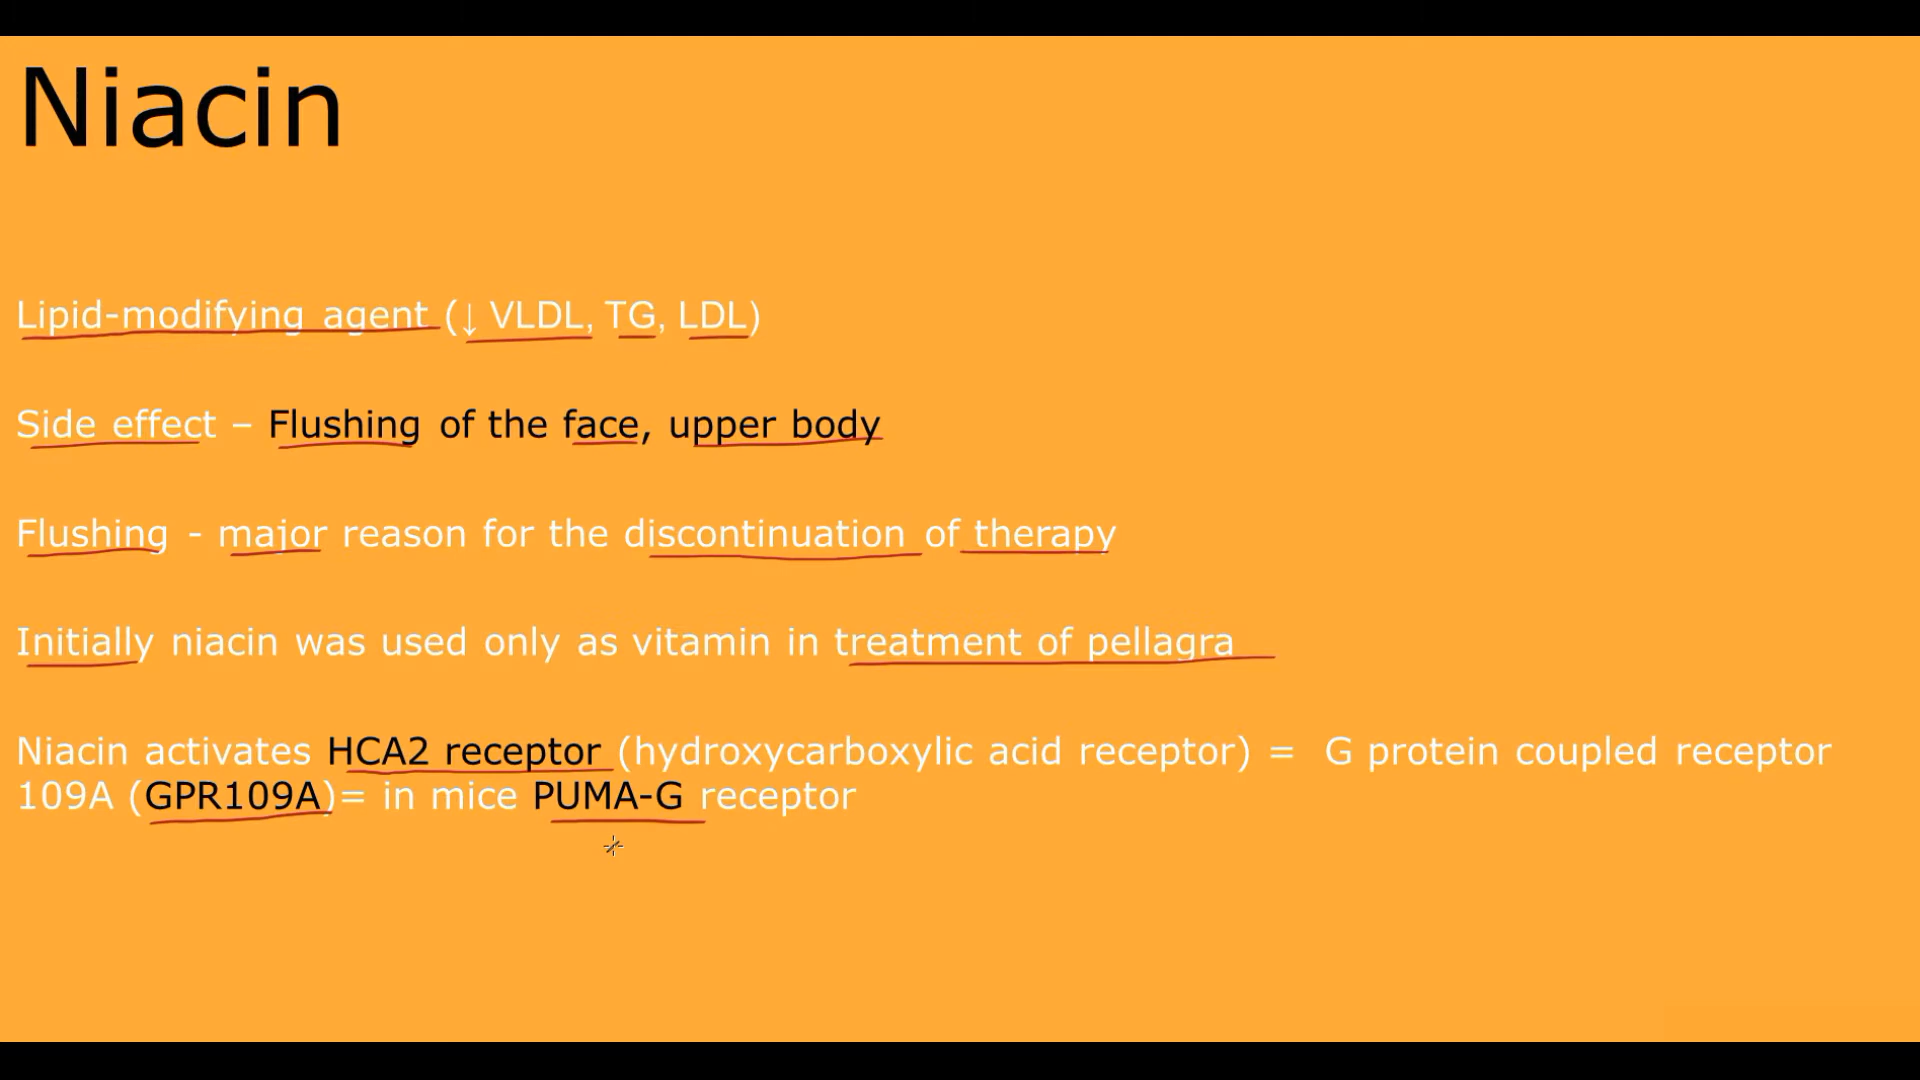 Niacin
Lipid-modifying agent (↓ VLDL, TG, LDL)
Side effect – Flushing of the face, upper body
Flushing - major reason for the discontinuation of therapy
Initially niacin was used only as vitamin in treatment of pellagra
Niacin activates HCA2 receptor (hydroxycarboxylic acid receptor) = G protein coupled receptor
109A (GPR109A)= in mice PUMA-G receptor